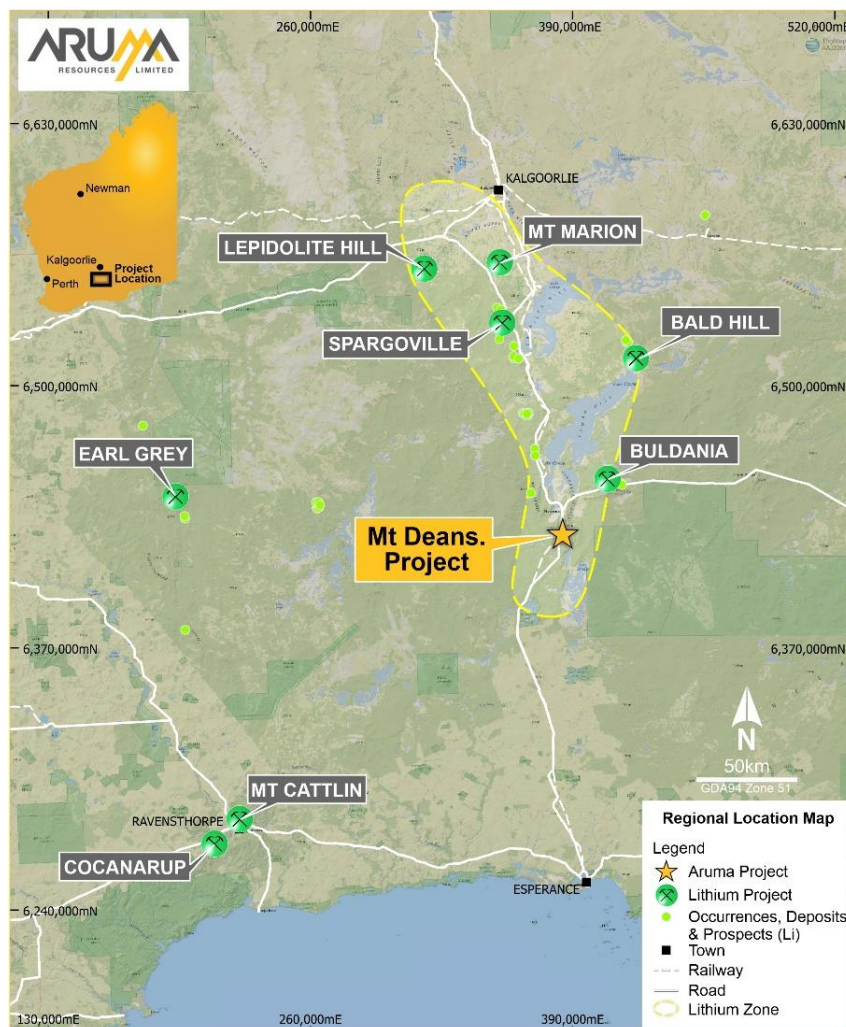 ARUMA
RESOURCES LIMITED
260,000mE
390,000mE
520,000mE
6,630,000mN
6,630,000mN
Newman
Kalgoorlie
Project
Location
Perth
KALGOORLIE
LEPIDOLITE HILL
MT MARION
SPARGOVILLE
BALD HILL
6,500,000mN
6,500,000mN
EARL GREY
BULDANIA
Mt Deans.
Project
6,370,000mN
6,370,000mN
N
50km
GDA94 Zone 51
MT CATTLIN
RAVENSTHORPE
COCANARUP
ESPERANCE
6,240,000mN
130,000mE
260,000mE
390,000mE
Regional Location Map
Legend
Aruma Project
Lithium Project
Occurrences, Deposits
& Prospects (Li)
Town
Railway
Road
Lithium Zone